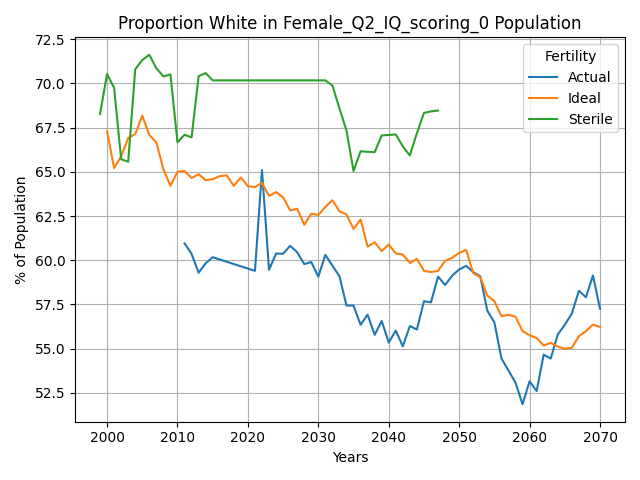 Proportion White in Female_Q2_IQ_scoring_0 Population
72.5
70.0
67.5
65.0
62.5
60.0
57.5
55.0
52.5
% of Population
Fertility
Actual
Ideal
Sterile
2000 2010 2020 2030 2040 2050 2060 2070
Years